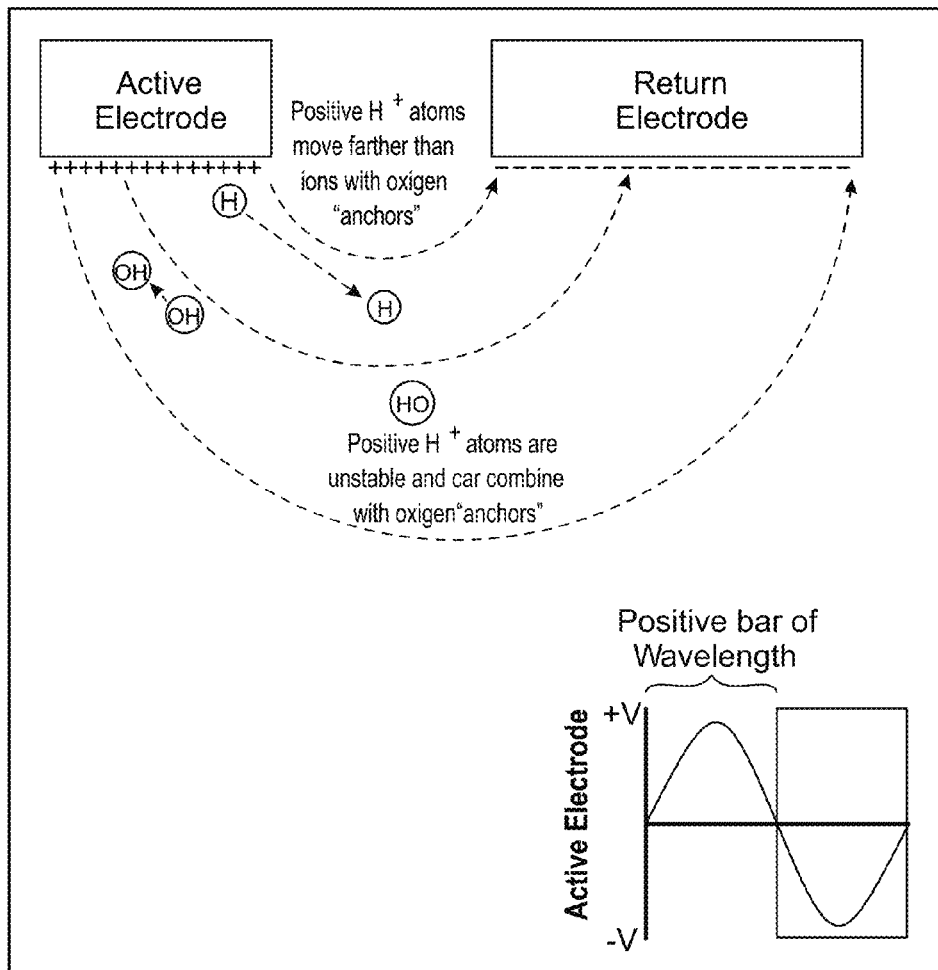 Active
Electrode
Return
Electrode
Positive H + atoms
move farther than
ions with oxigen
"anchors"
+++++++++++++++
H
OH
OH
H
HO
Positive H + atoms are
unstable and car combine
with oxigen"anchors"
Positive bar of
Wavelength
+V
Active Electrode
-V